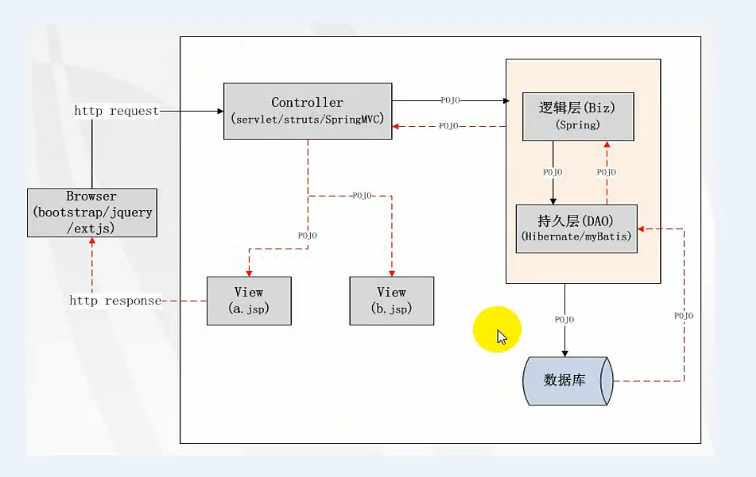 Controller
(servlet/struts/SpringMVC)
POJO
POJO
逻辑层(Biz)
(Spring)
http request
POJO
POJO
Browser
(bootstrap/jquery
/extjs)
POJO
POJO
持久层(DAO)
(Hibernate/myBatis)
View
(a.jsp)
View
(b.jsp)
http response
POJO
POJO
数据库